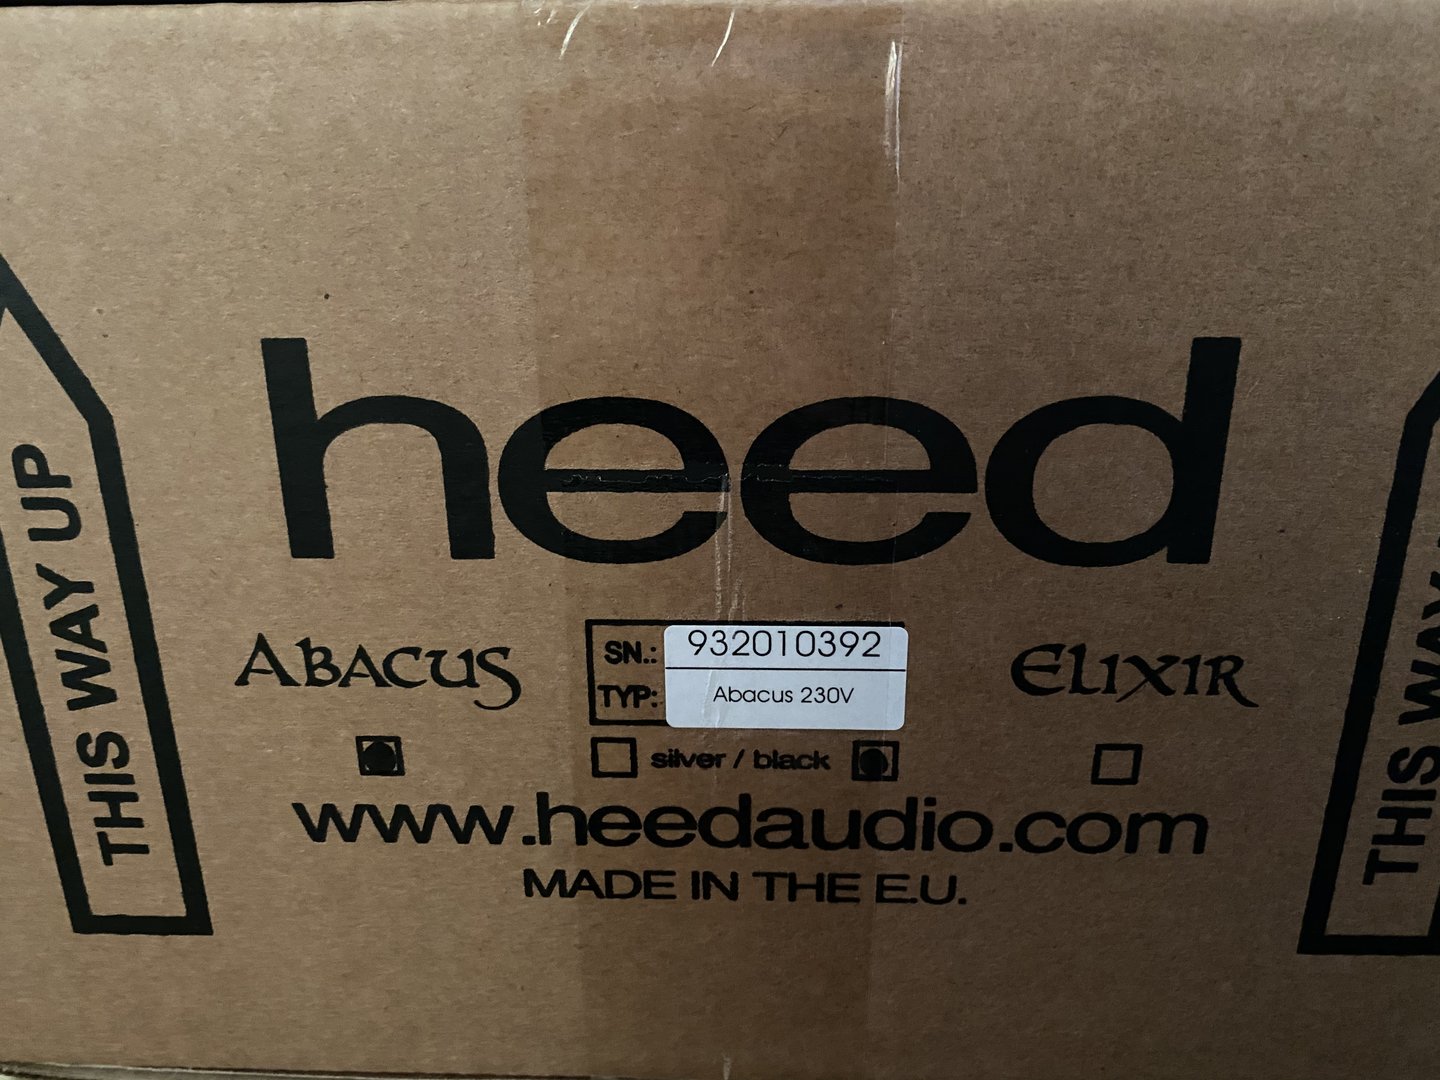 heed
THIS WAY UP
ABACUS
SN.: 932010392
TYP: Abacus 230V
ELIXIR
silver / black
www.heedaudio.com
MADE IN THE E.U.
THIS WAY